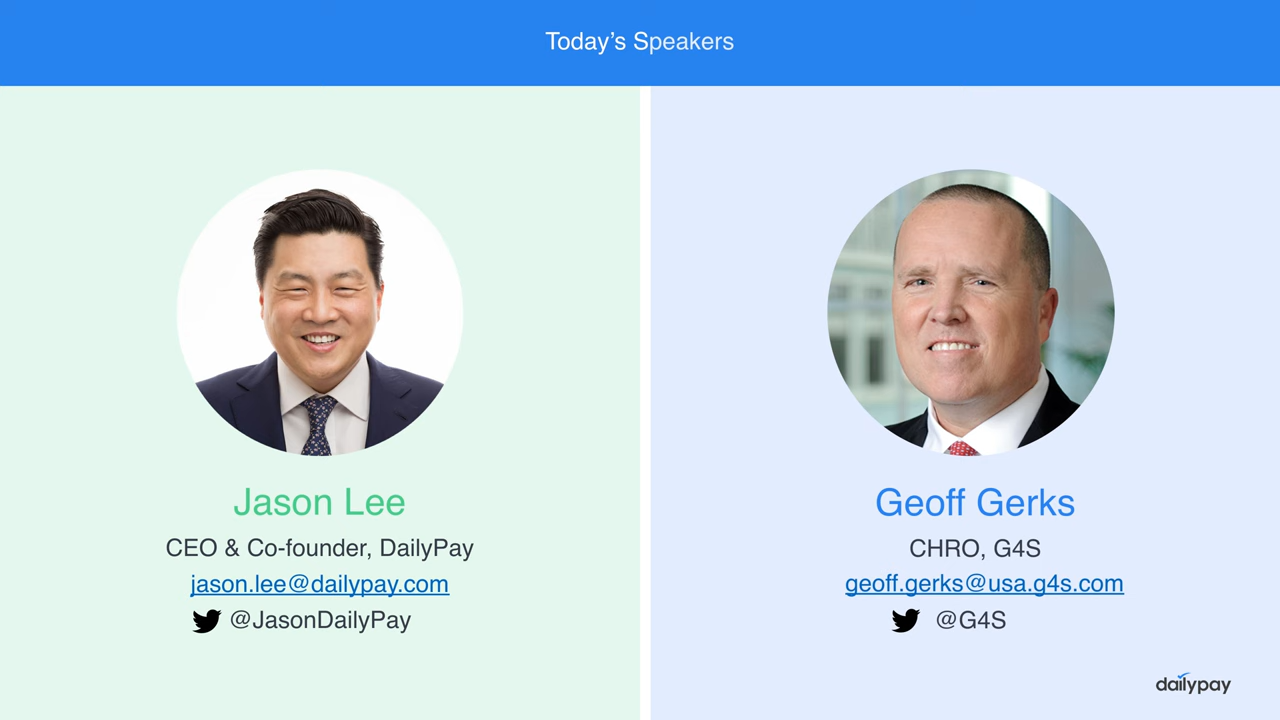 Today’s Speakers
Jason Lee
CEO & Co-founder, DailyPay
jason.lee@dailypay.com
@JasonDailyPay
Geoff Gerks
CHRO, G4S
geoff.gerks@usa.g4s.com
@G4S
dailypay